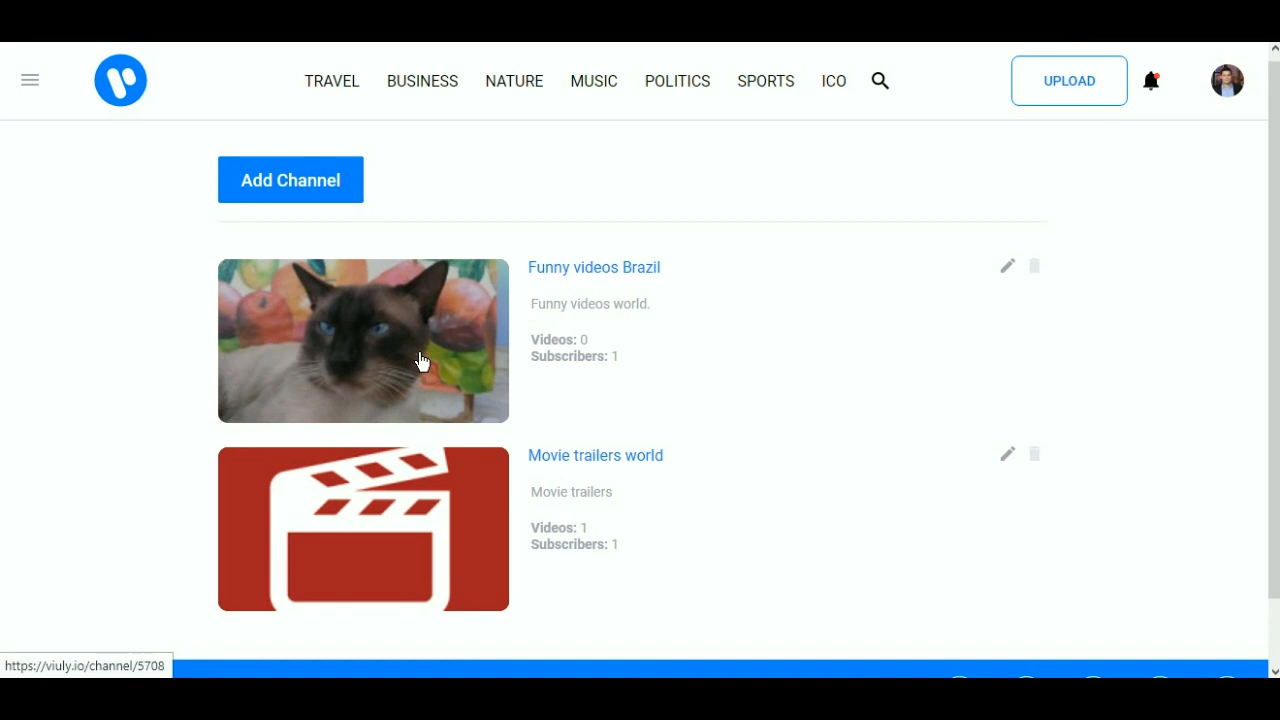 TRAVEL BUSINESS NATURE MUSIC POLITICS SPORTS ICO UPLOAD
Add Channel
Funny videos Brazil
Funny videos world.
Videos: 0
Subscribers: 1
Movie trailers world
Movie trailers
Videos: 1
Subscribers: 1
https://viuly.io/channel/5708